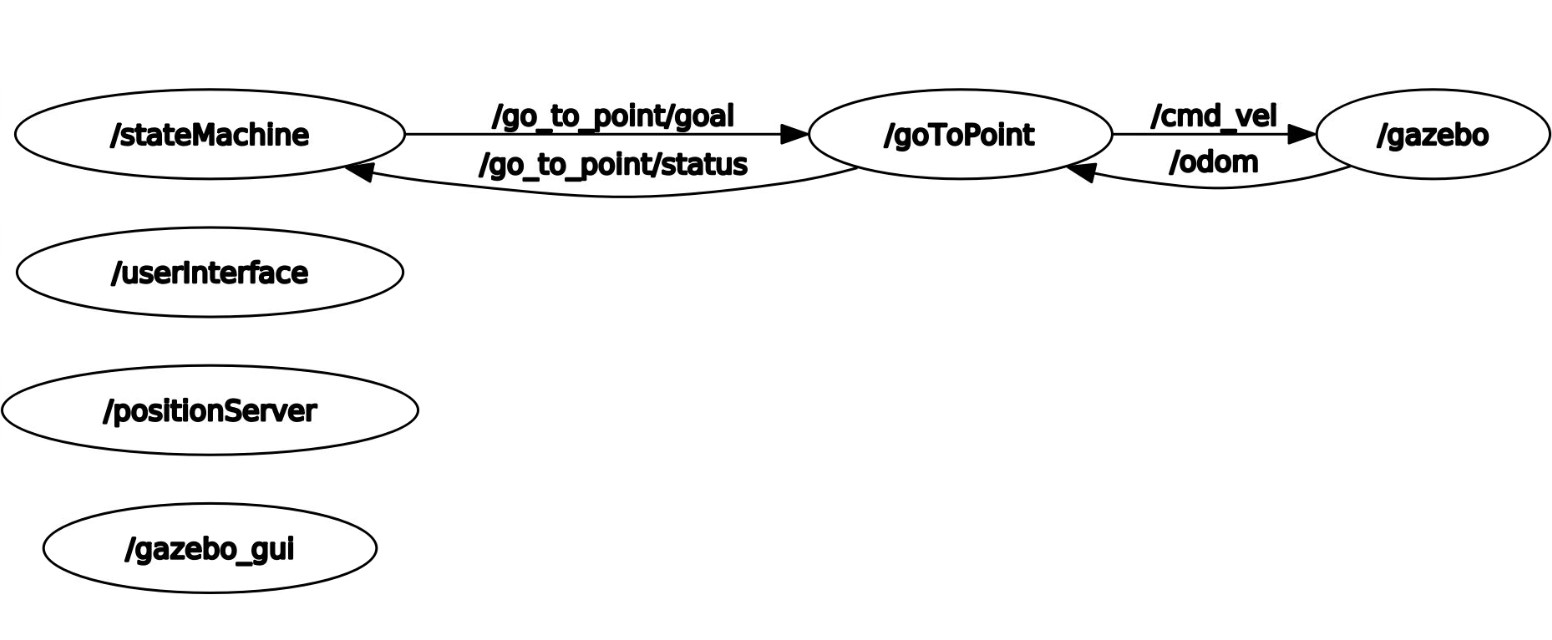 /stateMachine
/go_to_point/goal
/go_to_point/status
/goToPoint
/cmd_vel
/odom
/gazebo
/userInterface
/positionServer
/gazebo_gui